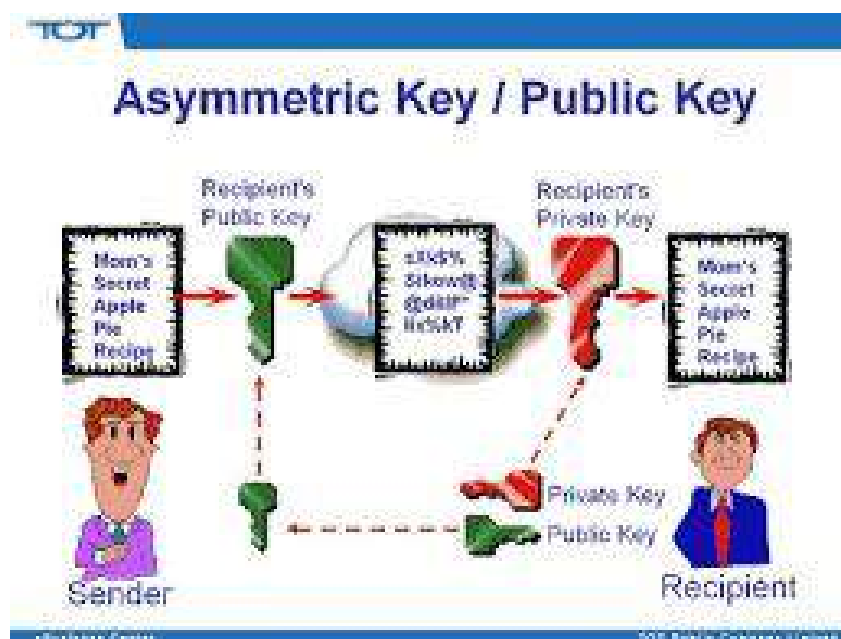 TOT
Asymmetric Key / Public Key
Recipient's
Public Key
Recipient's
Private Key
Mom's
Secret
Apple
Pie
Recipe
Mom's
Secret
Apple
Pie
Recipe
Private Key
Public Key
Sender
Recipient